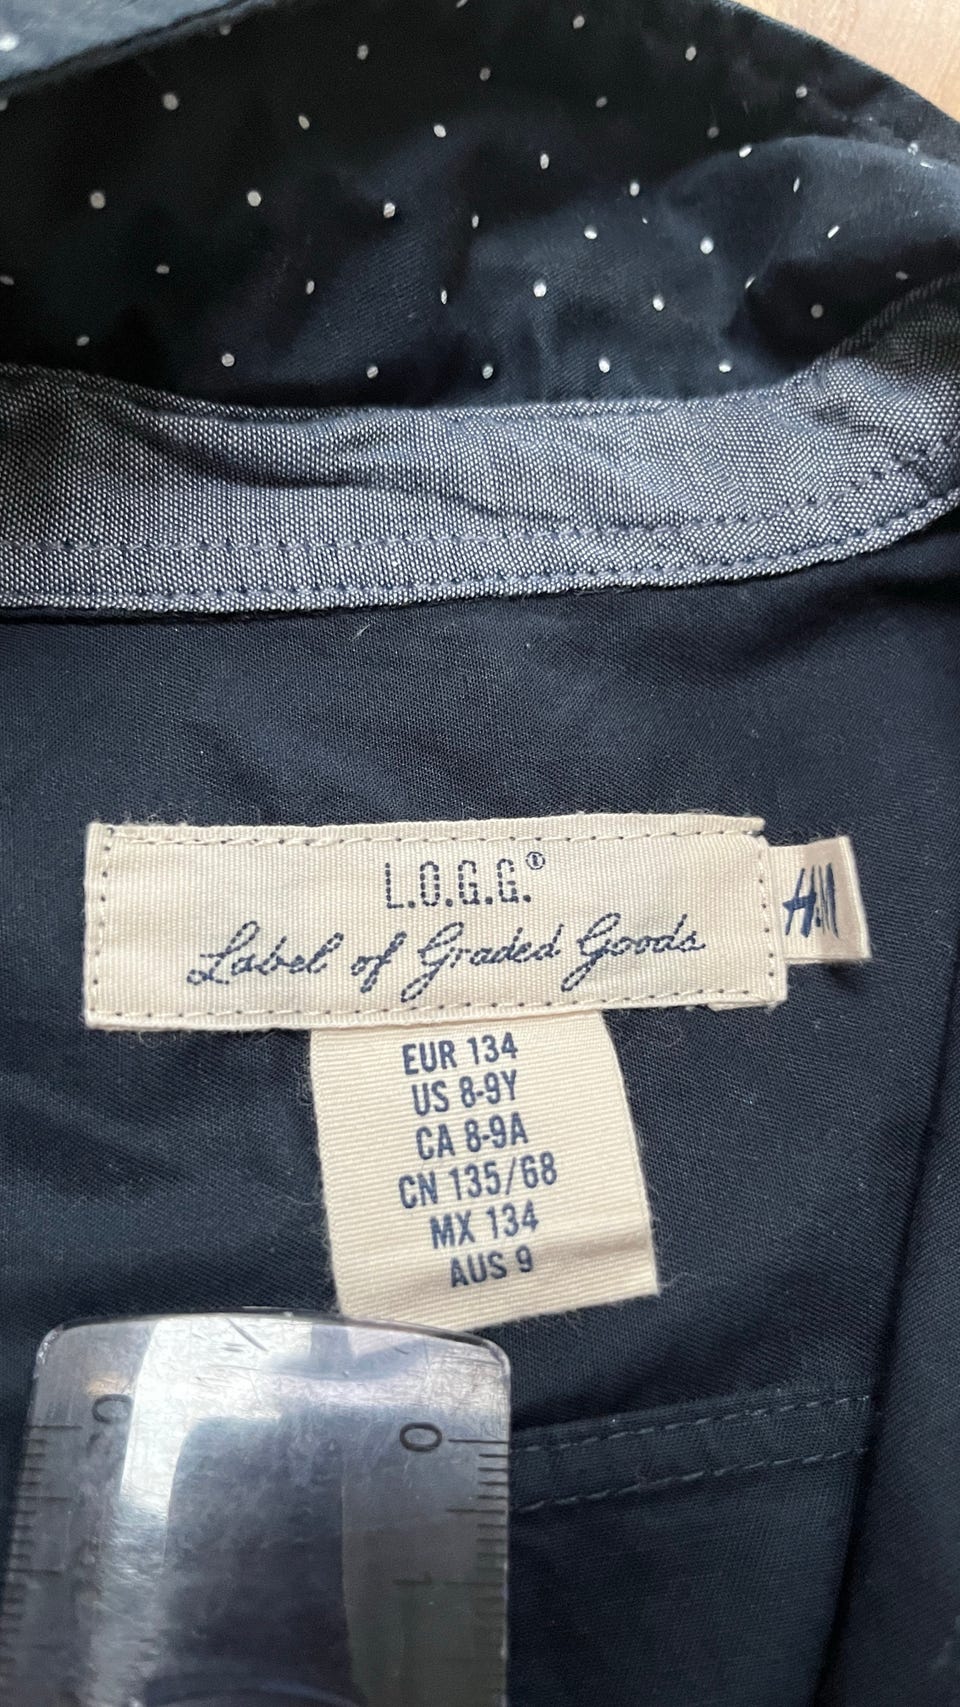 L.O.G.G.®
Label of Graded Goods
H&M
EUR 134
US 8-9Y
CA 8-9A
CN 135/68
MX 134
AUS 9
0